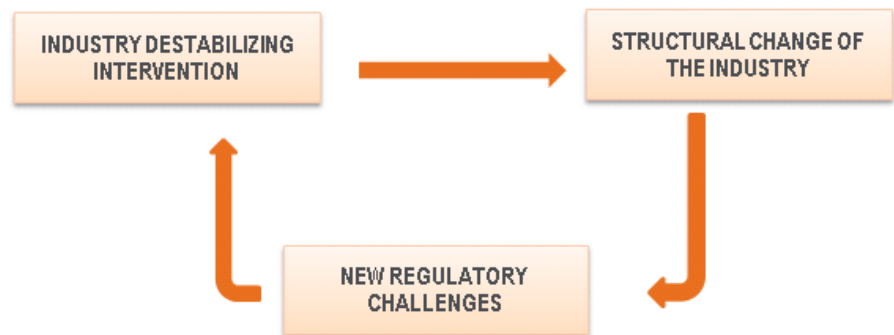 INDUSTRY DESTABILIZING
INTERVENTION
STRUCTURAL CHANGE OF
THE INDUSTRY
NEW REGULATORY
CHALLENGES